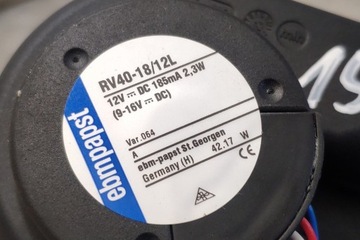 RV40-18/12L
12V ⎓ DC 185mA 2,3W
(9-16V ⎓ DC)
Var.064
A
ebm-papst St.Georgen
Germany (H) 42.17 W
CE
ebmpapst